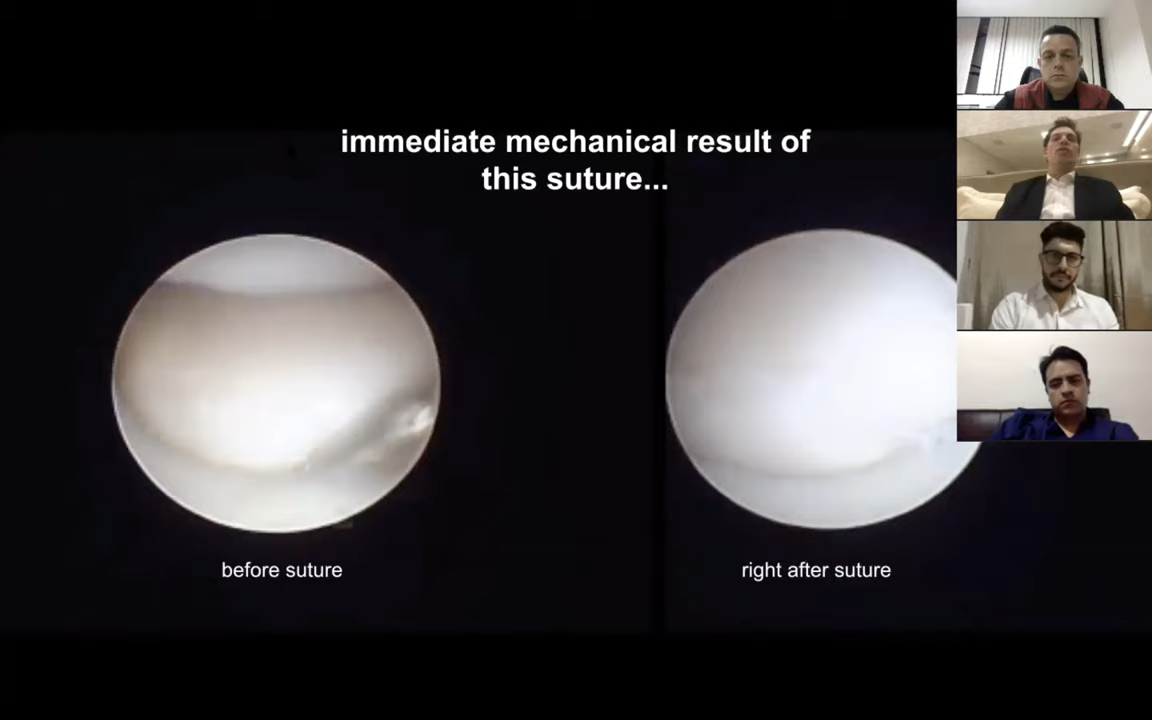 immediate mechanical result of
this suture...
before suture
right after suture